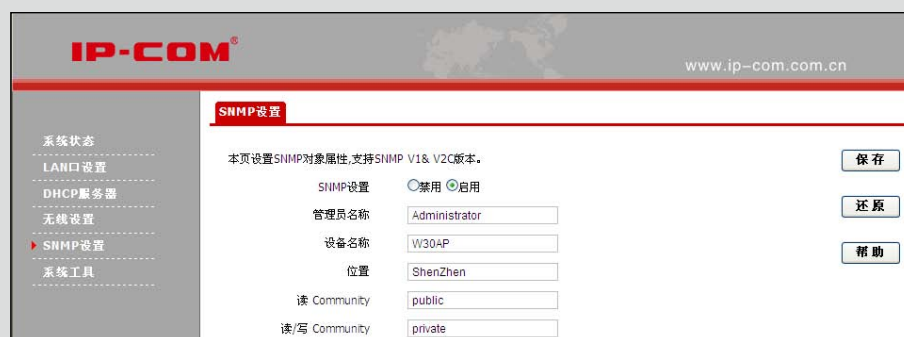 IP-COM®
www.ip-com.com.cn
SNMP设置
系统状态
LAN口设置
DHCP服务器
无线设置
SNMP设置
系统工具
本页设置SNMP对象属性,支持SNMP V1& V2C版本。
SNMP设置 禁用 启用
管理员名称 Administrator
设备名称 W30AP
位置 ShenZhen
读 Community public
读/写 Community private
保存
还原
帮助